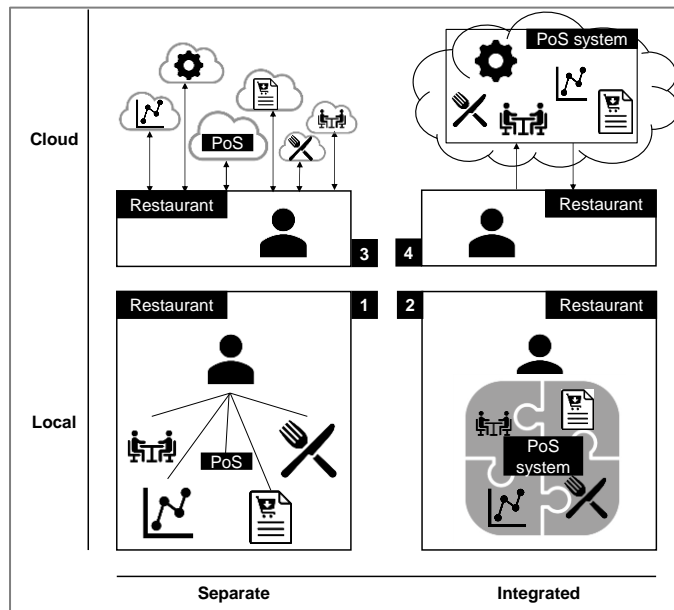 PoS system
Cloud
PoS
Restaurant
Restaurant
3
4
Restaurant
1
2
Restaurant
Local
PoS
PoS
system
Separate
Integrated